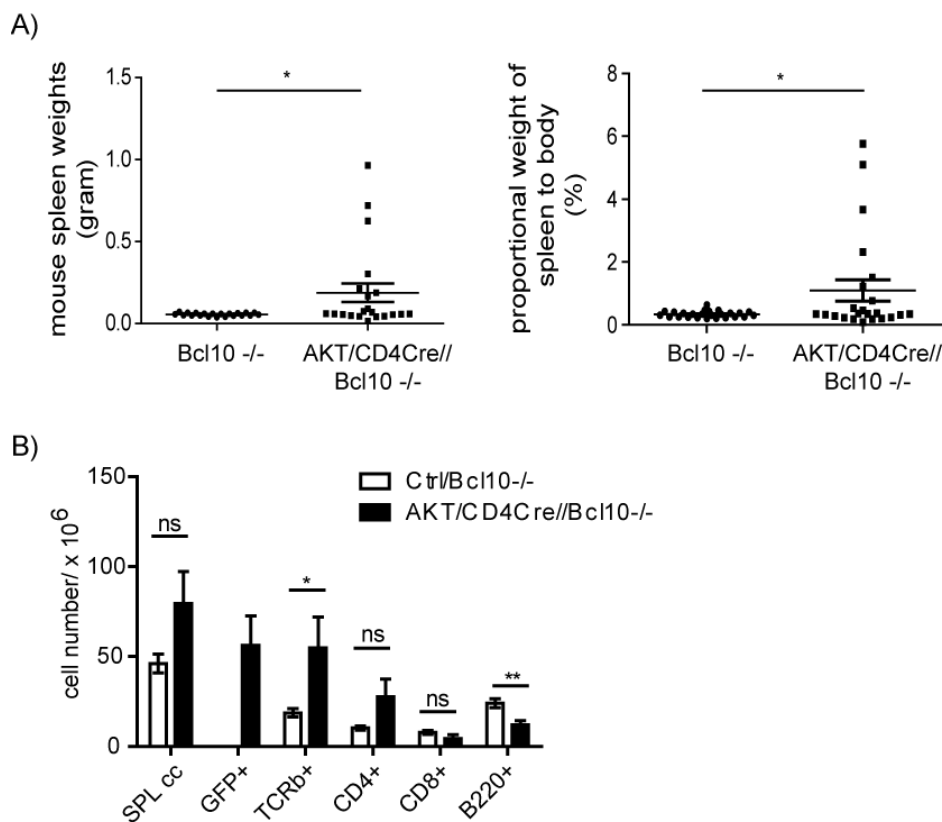 A)
mouse spleen weights
(gram)
1.5
1.0
0.5
0.0
*
Bcl10 -/-
AKT/CD4Cre//
Bcl10 -/-
proportional weight of
spleen to body
(%)
8
6
4
2
0
*
Bcl10 -/-
AKT/CD4Cre//
Bcl10 -/-
B)
cell number/ x 10⁶
150
100
50
0
Ctrl/Bcl10-/-
AKT/CD4Cre//Bcl10-/-
ns
*
ns
ns
**
SPL cc
GFP+
TCRb+
CD4+
CD8+
B220+